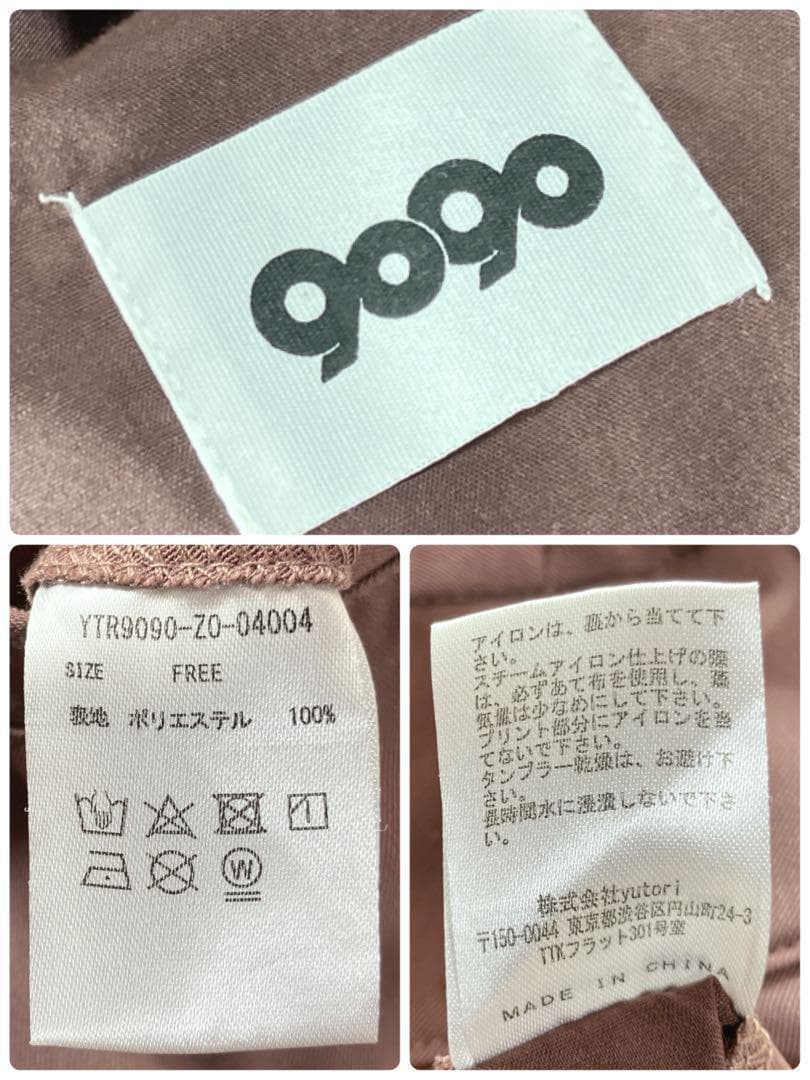 9090
YTR9090-ZO-04004
SIZE FREE
表地 ポリエステル 100%
W
アイロンは、裏から当てて下
さい。
スチームアイロン仕上げの際
は、必ずあて布を使用し、蒸
気量は少なめにして下さい。
プリント部分にアイロンを当
てないで下さい。
タンブラー乾燥は、お避け下
さい。
長時間水に浸漬しないで下さ
い。
株式会社yutori
〒150-0044 東京都渋谷区円山町24-3
TTKフラット301号室
MADE IN CHINA